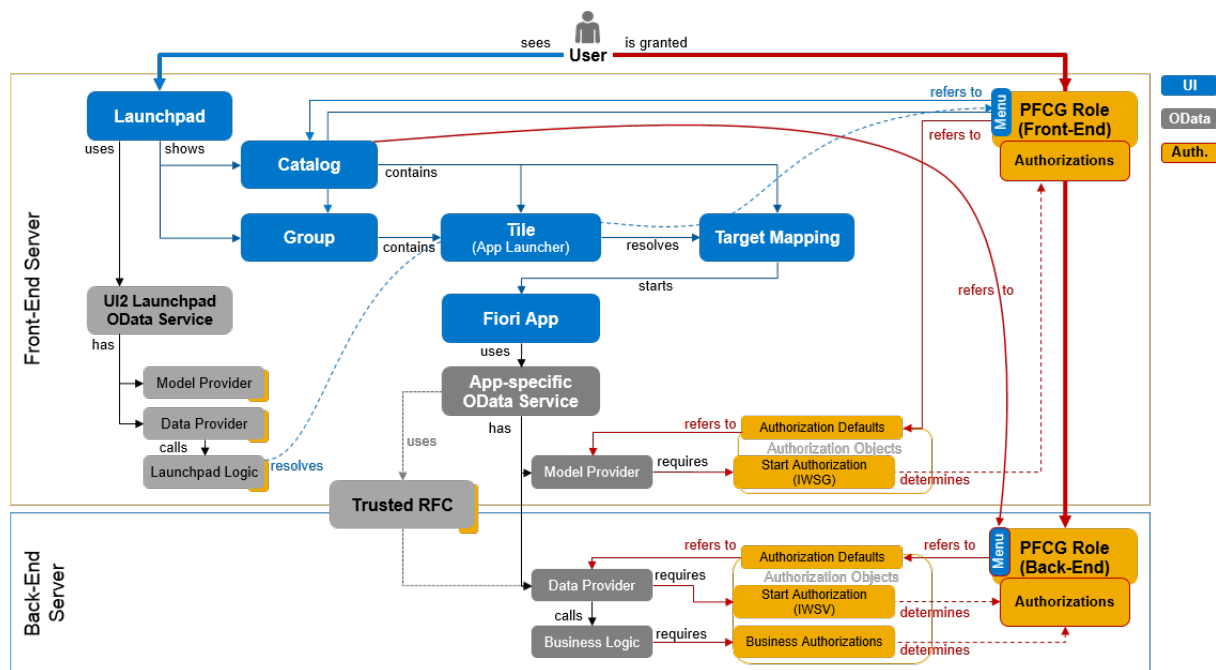 sees
User
is granted
UI
OData
Auth.
Front-End Server
Launchpad
uses
shows
refers to
Menu
PFCG Role
(Front-End)
refers to
Authorizations
Catalog
contains
Group
contains
Tile
(App Launcher)
resolves
Target Mapping
starts
refers to
UI2 Launchpad
OData Service
has
Fiori App
uses
Model Provider
App-specific
OData Service
Data Provider
calls
Launchpad Logic
resolves
uses
has
refers to
Authorization Defaults
Authorization Objects
Model Provider
requires
Start Authorization
(IWSG)
determines
Trusted RFC
Back-End
Server
refers to
Authorization Defaults
refers to
Menu
PFCG Role
(Back-End)
Authorization Objects
Data Provider
requires
Start Authorization
(IWSV)
determines
Authorizations
calls
Business Logic
requires
Business Authorizations
determines